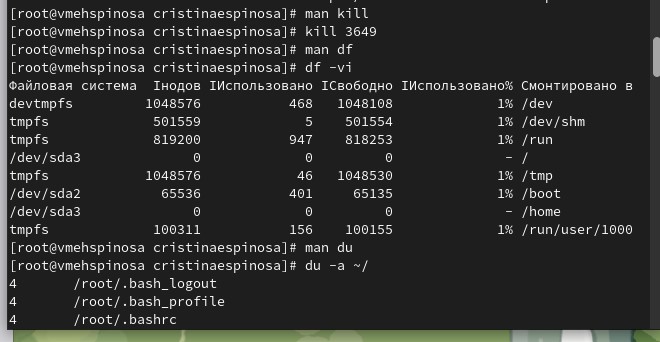 [root@vmehspinosa cristinaespinosa]# man kill
[root@vmehspinosa cristinaespinosa]# kill 3649
[root@vmehspinosa cristinaespinosa]# man df
[root@vmehspinosa cristinaespinosa]# df -vi
Файловая система Iнодов IИспользовано IСвободно IИспользовано% Смонтировано в
devtmpfs 1048576 468 1048108 1% /dev
tmpfs 501559 5 501554 1% /dev/shm
tmpfs 819200 947 818253 1% /run
/dev/sda3 0 0 0 - /
tmpfs 1048576 46 1048530 1% /tmp
/dev/sda2 65536 401 65135 1% /boot
/dev/sda3 0 0 0 - /home
tmpfs 100311 156 100155 1% /run/user/1000
[root@vmehspinosa cristinaespinosa]# man du
[root@vmehspinosa cristinaespinosa]# du -a ~/
4 /root/.bash_logout
4 /root/.bash_profile
4 /root/.bashrc